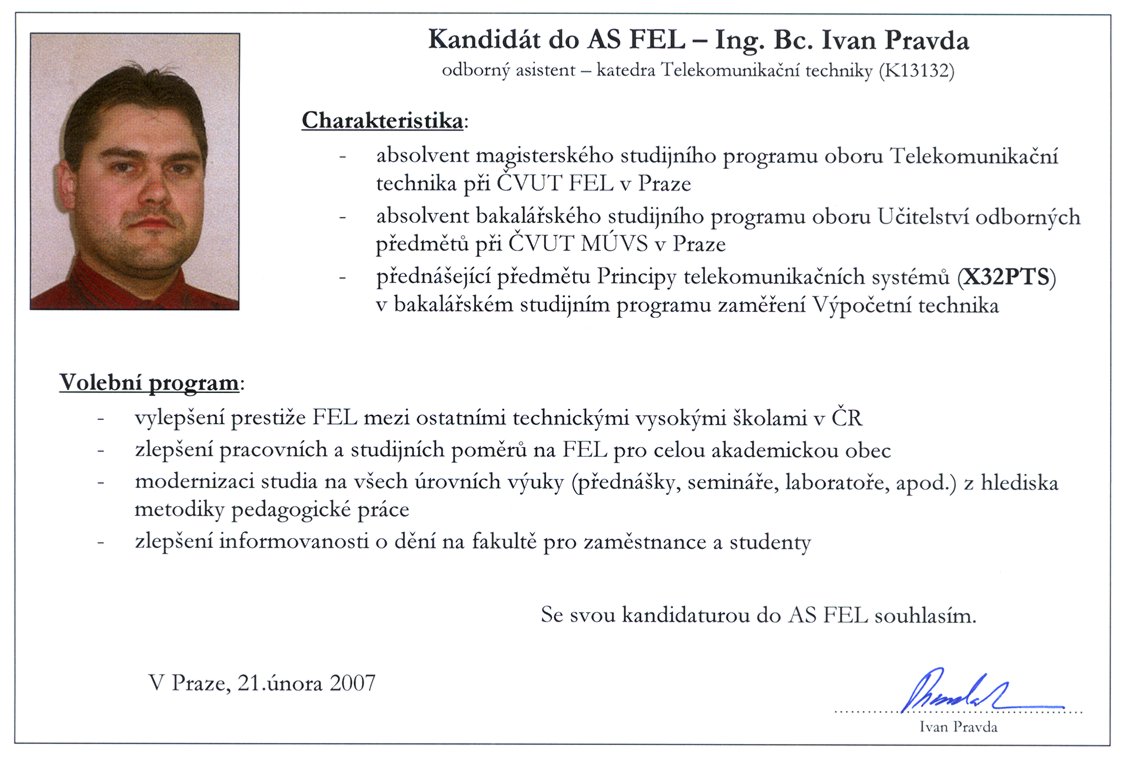 Kandidát do AS FEL – Ing. Bc. Ivan Pravda
odborný asistent – katedra Telekomunikační techniky (K13132)
Charakteristika:
- absolvent magisterského studijního programu oboru Telekomunikační
technika při ČVUT FEL v Praze
- absolvent bakalářského studijního programu oboru Učitelství odborných
předmětů při ČVUT MÚVS v Praze
- přednášející předmětu Principy telekomunikačních systémů (X32PTS)
v bakalářském studijním programu zaměření Výpočetní technika
Volební program:
- vylepšení prestiže FEL mezi ostatními technickými vysokými školami v ČR
- zlepšení pracovních a studijních poměrů na FEL pro celou akademickou obec
- modernizaci studia na všech úrovních výuky (přednášky, semináře, laboratoře, apod.) z hlediska
metodiky pedagogické práce
- zlepšení informovanosti o dění na fakultě pro zaměstnance a studenty
Se svou kandidaturou do AS FEL souhlasím.
V Praze, 21.února 2007
Ivan Pravda